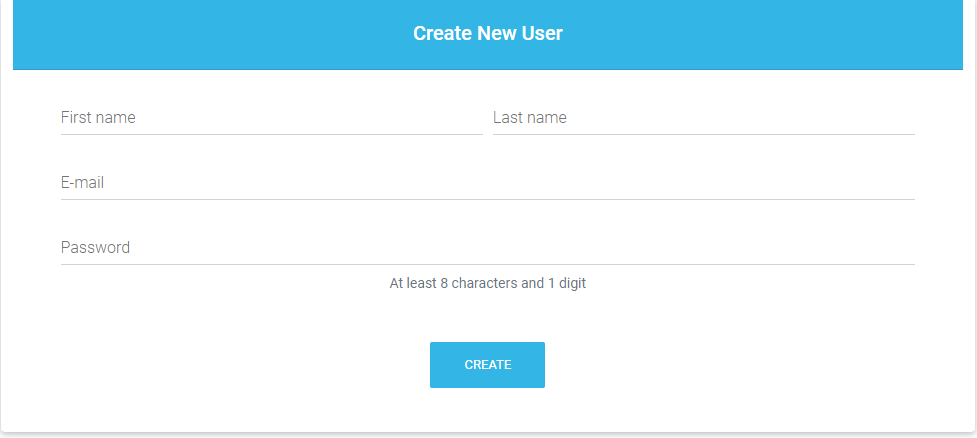 Create New User
First name Last name
E-mail
Password
At least 8 characters and 1 digit
CREATE